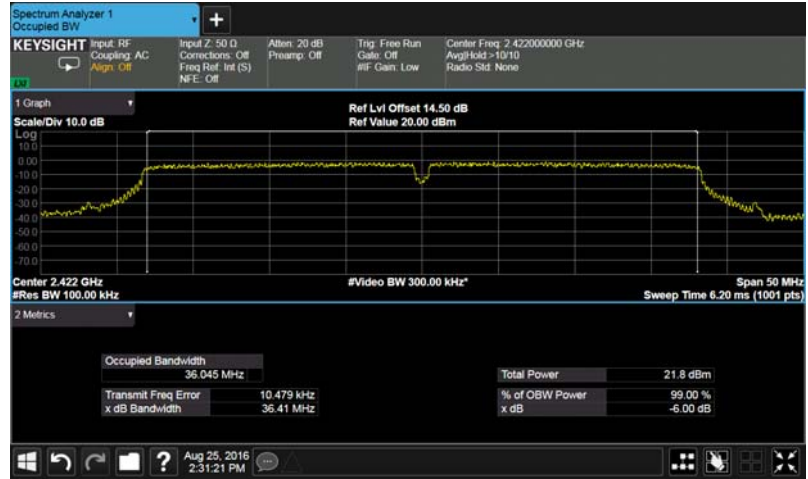 Spectrum Analyzer 1
Occupied BW
+
KEYSIGHT
Input: RF
Coupling: AC
Align: Off
Input Z: 50 Ω
Corrections: Off
Freq Ref: Int (S)
NFE: Off
Atten: 20 dB
Preamp: Off
Trig: Free Run
Gate: Off
#IF Gain: Low
Center Freq: 2.422000000 GHz
Avg|Hold:>10/10
Radio Std: None
LXI
1 Graph
Scale/Div 10.0 dB
Ref Lvl Offset 14.50 dB
Ref Value 20.00 dBm
Log
10.0
0.00
-10.0
-20.0
-30.0
-40.0
-50.0
-60.0
-70.0
Center 2.422 GHz
#Res BW 100.00 kHz
#Video BW 300.00 kHz*
Span 50 MHz
Sweep Time 6.20 ms (1001 pts)
2 Metrics
Occupied Bandwidth
36.045 MHz
Total Power 21.8 dBm
Transmit Freq Error 10.479 kHz
% of OBW Power 99.00 %
x dB Bandwidth 36.41 MHz
x dB -6.00 dB
?
Aug 25, 2016
2:31:21 PM